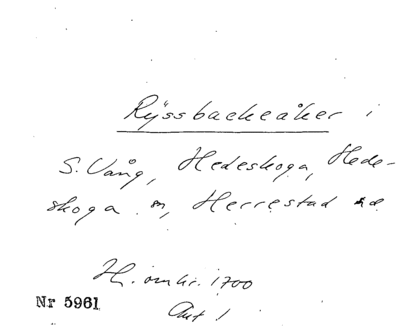 Ryssbackeåker i
S. Vång, Hedeskoga, Hede-
skoga sn, Herrestad hd
H. omkr. 1700
Akt 1
Nr 5961